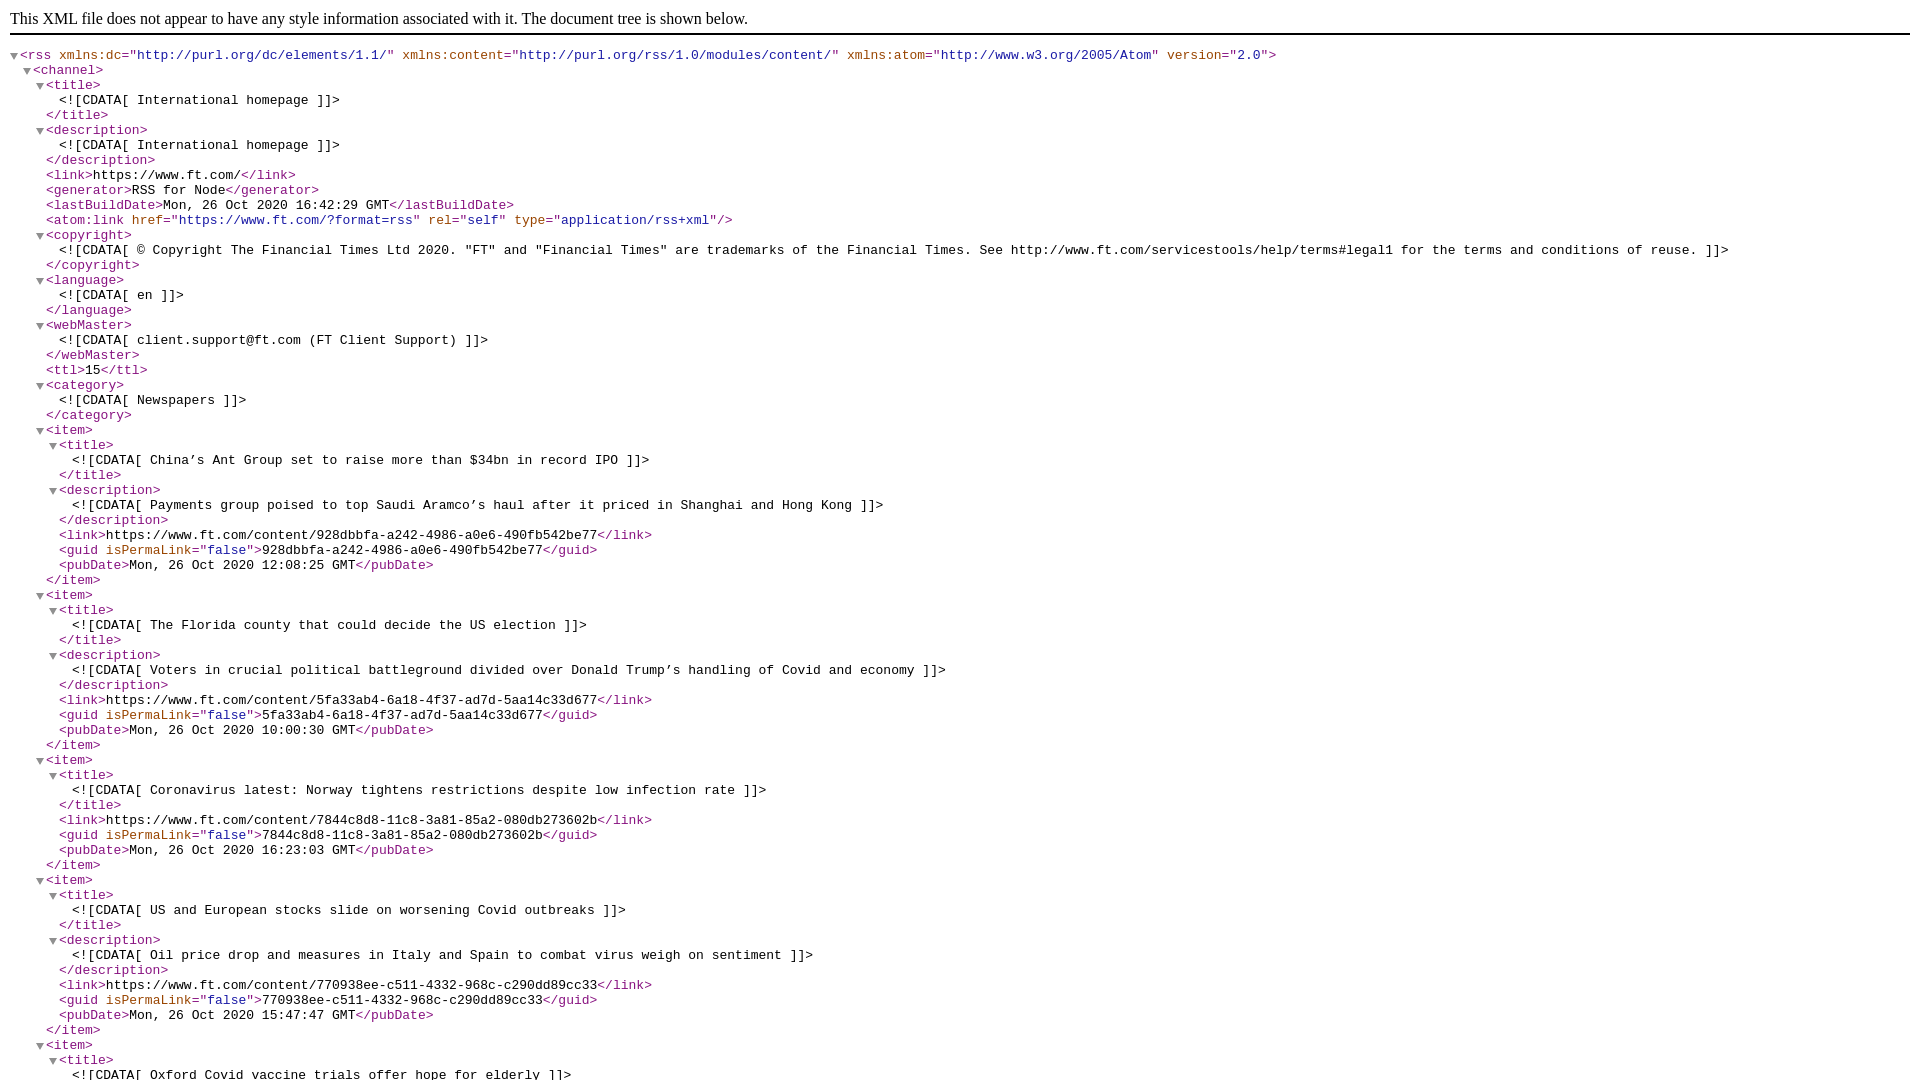 This XML file does not appear to have any style information associated with it. The document tree is shown below.
<rss xmlns:dc="http://purl.org/dc/elements/1.1/" xmlns:content="http://purl.org/rss/1.0/modules/content/" xmlns:atom="http://www.w3.org/2005/Atom" version="2.0">
<channel>
<title>
<![CDATA[ International homepage ]]>
</title>
<description>
<![CDATA[ International homepage ]]>
</description>
<link>https://www.ft.com/</link>
<generator>RSS for Node</generator>
<lastBuildDate>Mon, 26 Oct 2020 16:42:29 GMT</lastBuildDate>
<atom:link href="https://www.ft.com/?format=rss" rel="self" type="application/rss+xml"/>
<copyright>
<![CDATA[ © Copyright The Financial Times Ltd 2020. "FT" and "Financial Times" are trademarks of the Financial Times. See http://www.ft.com/servicestools/help/terms#legal1 for the terms and conditions of reuse. ]]>
</copyright>
<language>
<![CDATA[ en ]]>
</language>
<webMaster>
<![CDATA[ client.support@ft.com (FT Client Support) ]]>
</webMaster>
<ttl>15</ttl>
<category>
<![CDATA[ Newspapers ]]>
</category>
<item>
<title>
<![CDATA[ China’s Ant Group set to raise more than $34bn in record IPO ]]>
</title>
<description>
<![CDATA[ Payments group poised to top Saudi Aramco’s haul after it priced in Shanghai and Hong Kong ]]>
</description>
<link>https://www.ft.com/content/928dbbfa-a242-4986-a0e6-490fb542be77</link>
<guid isPermaLink="false">928dbbfa-a242-4986-a0e6-490fb542be77</guid>
<pubDate>Mon, 26 Oct 2020 12:08:25 GMT</pubDate>
</item>
<item>
<title>
<![CDATA[ The Florida county that could decide the US election ]]>
</title>
<description>
<![CDATA[ Voters in crucial political battleground divided over Donald Trump’s handling of Covid and economy ]]>
</description>
<link>https://www.ft.com/content/5fa33ab4-6a18-4f37-ad7d-5aa14c33d677</link>
<guid isPermaLink="false">5fa33ab4-6a18-4f37-ad7d-5aa14c33d677</guid>
<pubDate>Mon, 26 Oct 2020 10:00:30 GMT</pubDate>
</item>
<item>
<title>
<![CDATA[ Coronavirus latest: Norway tightens restrictions despite low infection rate ]]>
</title>
<link>https://www.ft.com/content/7844c8d8-11c8-3a81-85a2-080db273602b</link>
<guid isPermaLink="false">7844c8d8-11c8-3a81-85a2-080db273602b</guid>
<pubDate>Mon, 26 Oct 2020 16:23:03 GMT</pubDate>
</item>
<item>
<title>
<![CDATA[ US and European stocks slide on worsening Covid outbreaks ]]>
</title>
<description>
<![CDATA[ Oil price drop and measures in Italy and Spain to combat virus weigh on sentiment ]]>
</description>
<link>https://www.ft.com/content/770938ee-c511-4332-968c-c290dd89cc33</link>
<guid isPermaLink="false">770938ee-c511-4332-968c-c290dd89cc33</guid>
<pubDate>Mon, 26 Oct 2020 15:47:47 GMT</pubDate>
</item>
<item>
<title>
<![CDATA[ Oxford Covid vaccine trials offer hope for elderly ]]>